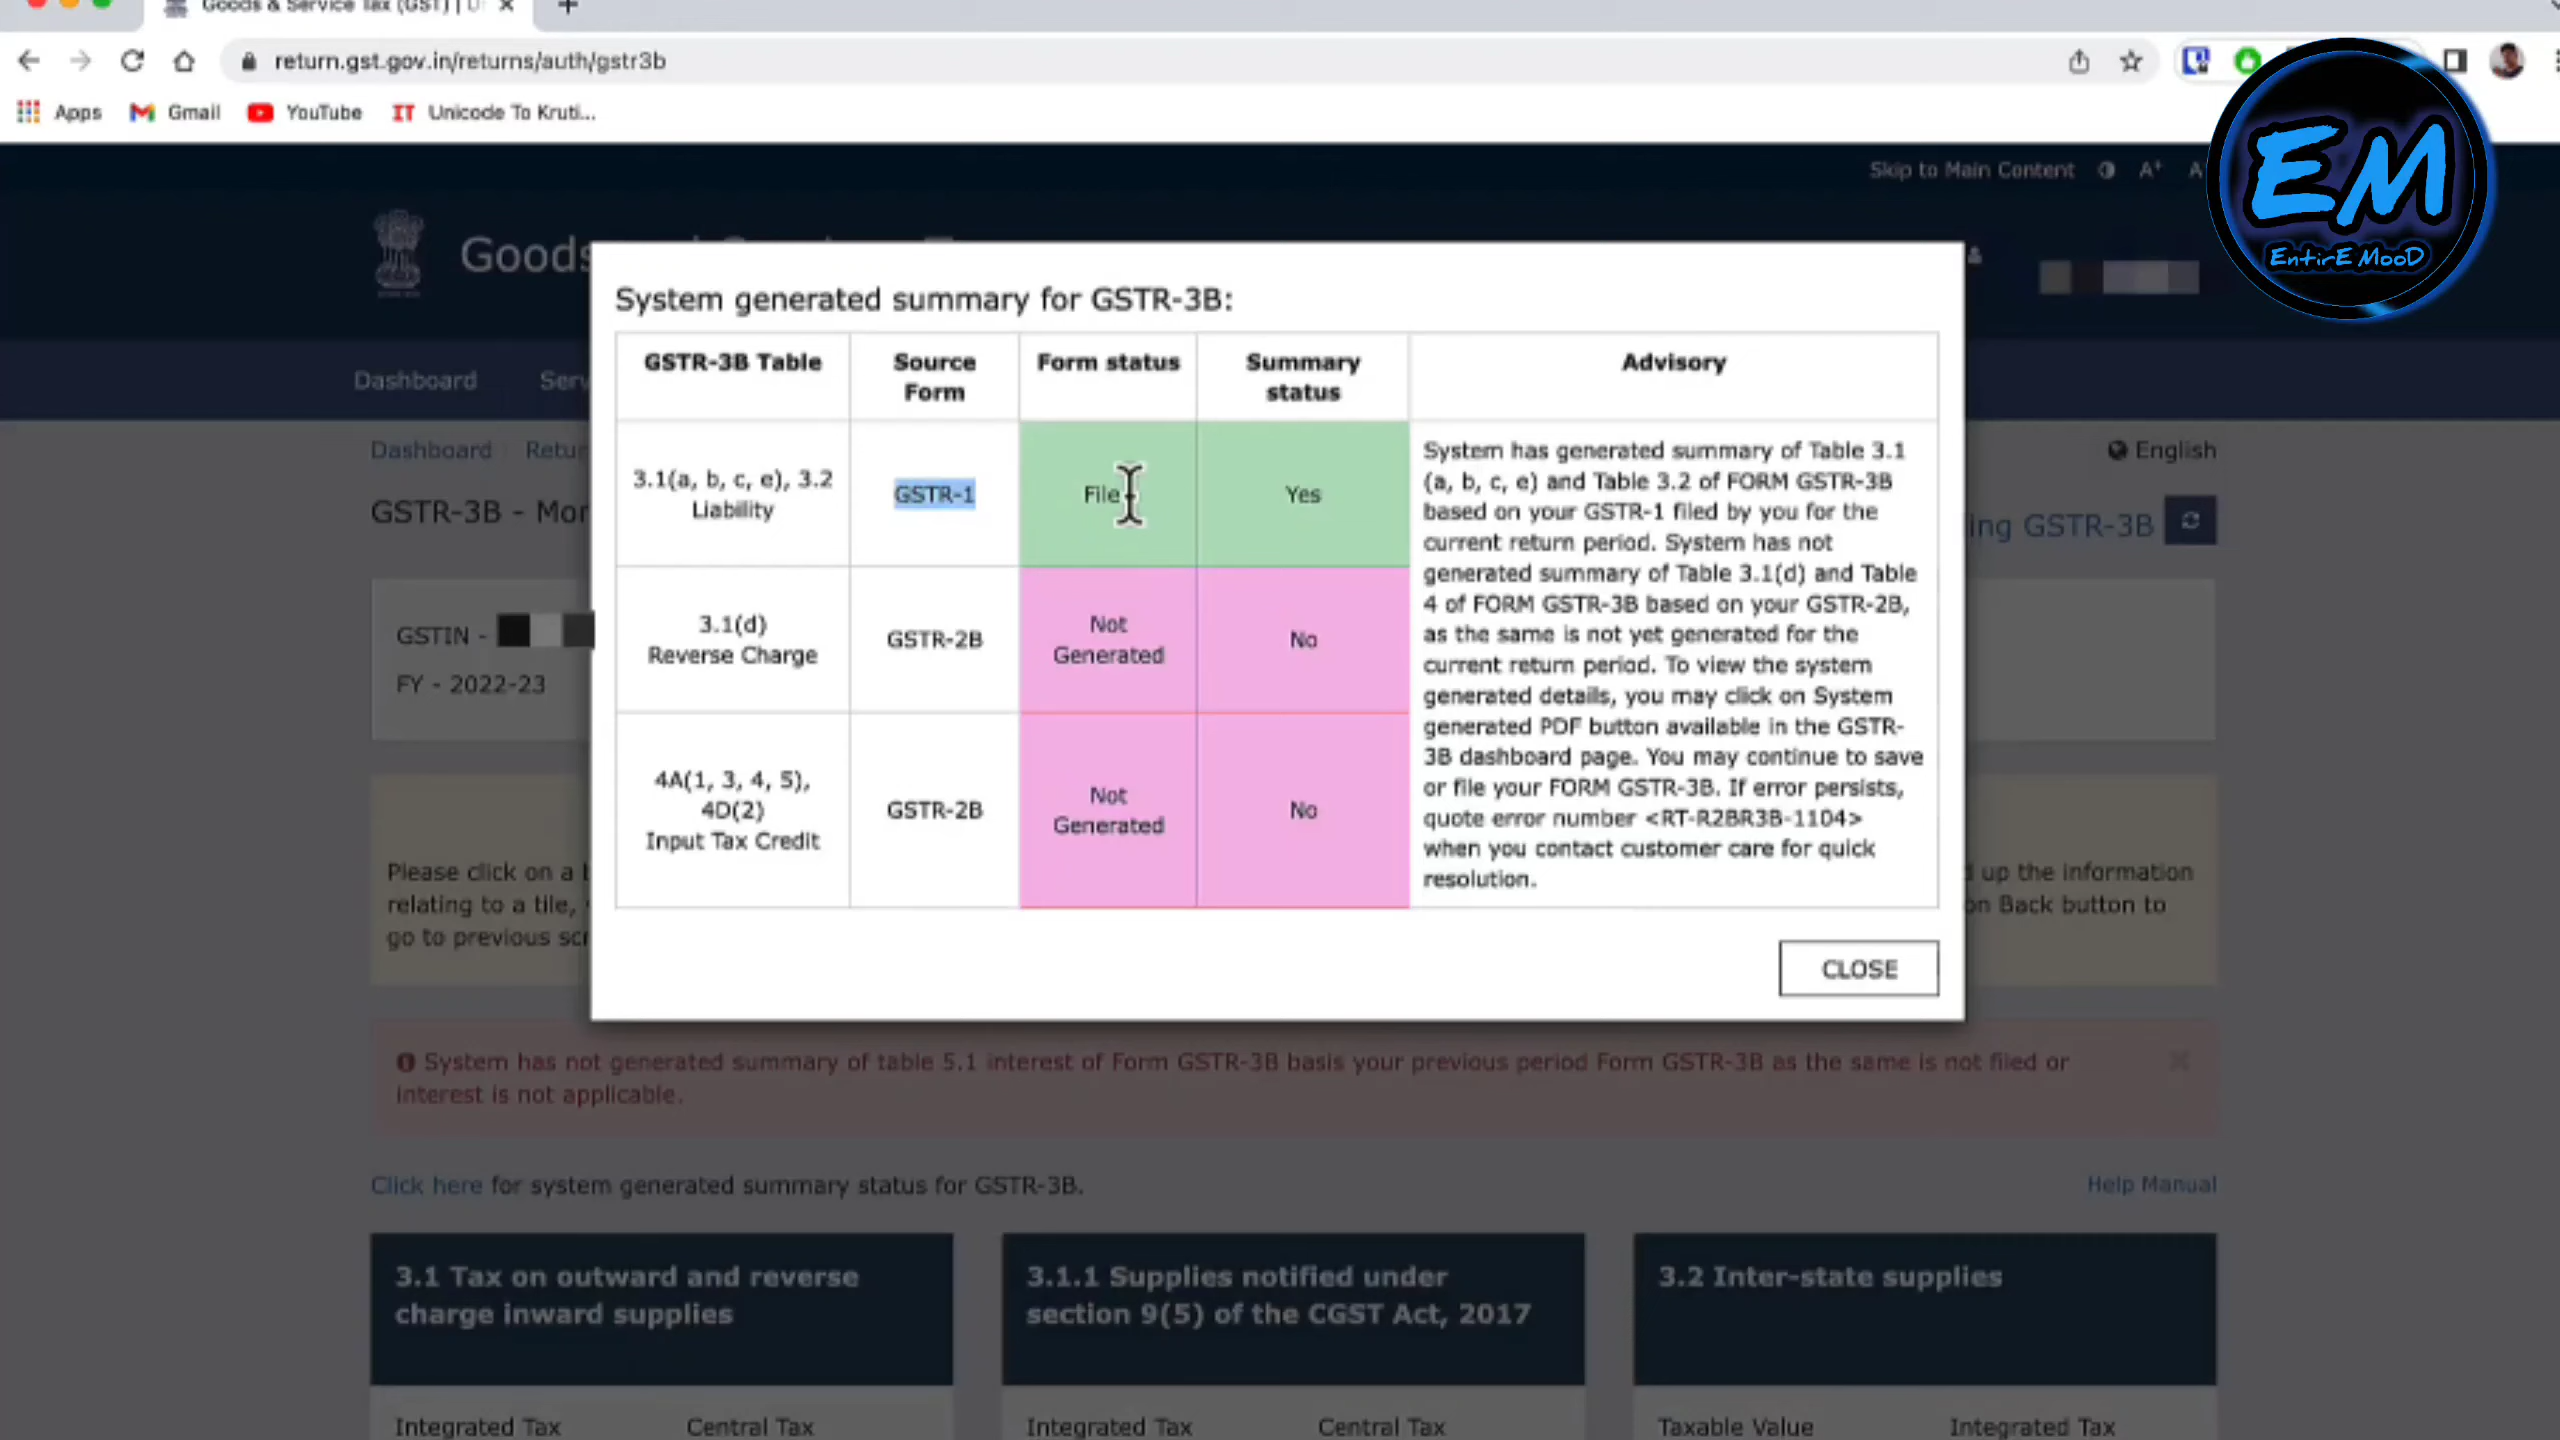 Goods & Service Tax (GST) | D
return.gst.gov.in/returns/auth/gstr3b
Apps
Gmail
YouTube
IT Unicode To Kruti...
Skip to Main Content
A+
A
EM
EntirE MooD
Goods
Dashboard
Serv
Dashboard
Retu
English
GSTR-3B - Mon
ing GSTR-3B
GSTIN -
FY - 2022-23
System generated summary for GSTR-3B:
GSTR-3B Table
Source
Form
Form status
Summary
status
Advisory
3.1(a, b, c, e), 3.2
Liability
GSTR-1
File
Yes
3.1(d)
Reverse Charge
GSTR-2B
Not
Generated
No
4A(1, 3, 4, 5),
4D(2)
Input Tax Credit
GSTR-2B
Not
Generated
No
System has generated summary of Table 3.1
(a, b, c, e) and Table 3.2 of FORM GSTR-3B
based on your GSTR-1 filed by you for the
current return period. System has not
generated summary of Table 3.1(d) and Table
4 of FORM GSTR-3B based on your GSTR-2B,
as the same is not yet generated for the
current return period. To view the system
generated details, you may click on System
generated PDF button available in the GSTR-
3B dashboard page. You may continue to save
or file your FORM GSTR-3B. If error persists,
quote error number <RT-R2BR3B-1104>
when you contact customer care for quick
resolution.
CLOSE
Please click on a
relating to a tile,
go to previous
up the information
on Back button to
System has not generated summary of table 5.1 interest of Form GSTR-3B basis your previous period Form GSTR-3B as the same is not filed or
interest is not applicable.
Click here for system generated summary status for GSTR-3B.
Help Manual
3.1 Tax on outward and reverse
charge inward supplies
3.1.1 Supplies notified under
section 9(5) of the CGST Act, 2017
3.2 Inter-state supplies
Integrated Tax
Central Tax
Integrated Tax
Central Tax
Taxable Value
Integrated Tax